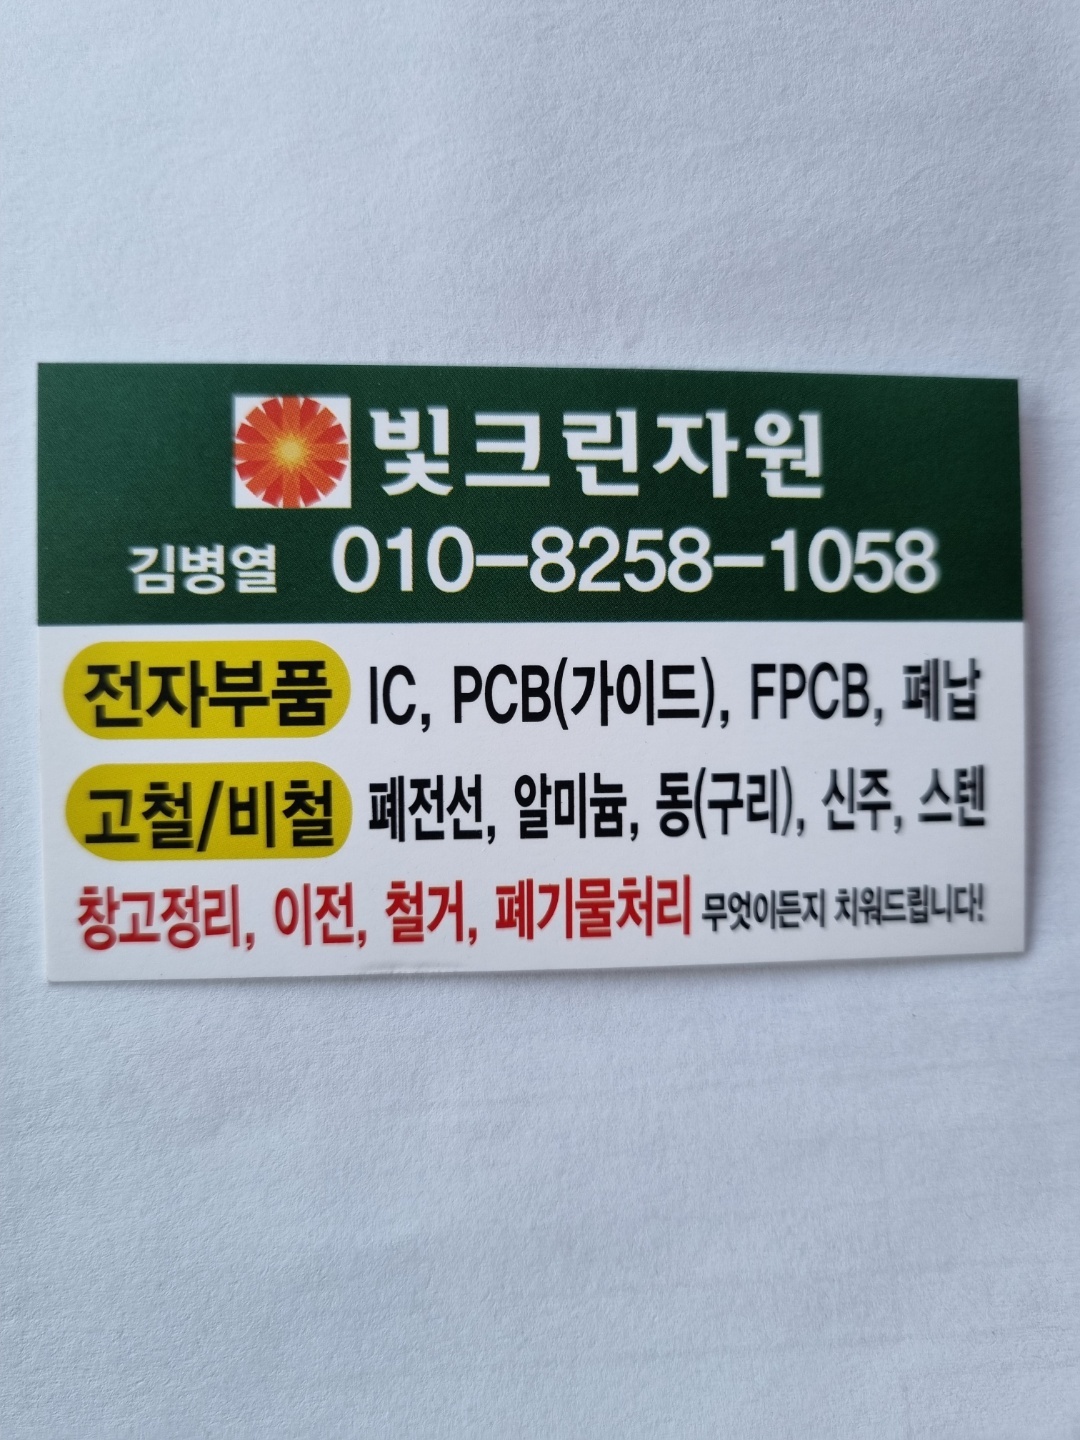 빛크린자원
김병열 010-8258-1058
전자부품 IC, PCB(가이드), FPCB, 폐납
고철/비철 폐전선, 알미늄, 동(구리), 신주, 스텐
창고정리, 이전, 철거, 폐기물처리 무엇이든지 치워드립니다!